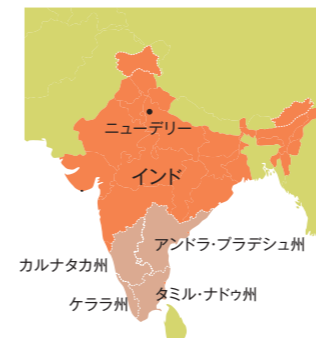 ニューデリー
インド
アンドラ・プラデシュ州
カルナタカ州
タミル・ナドゥ州
ケララ州